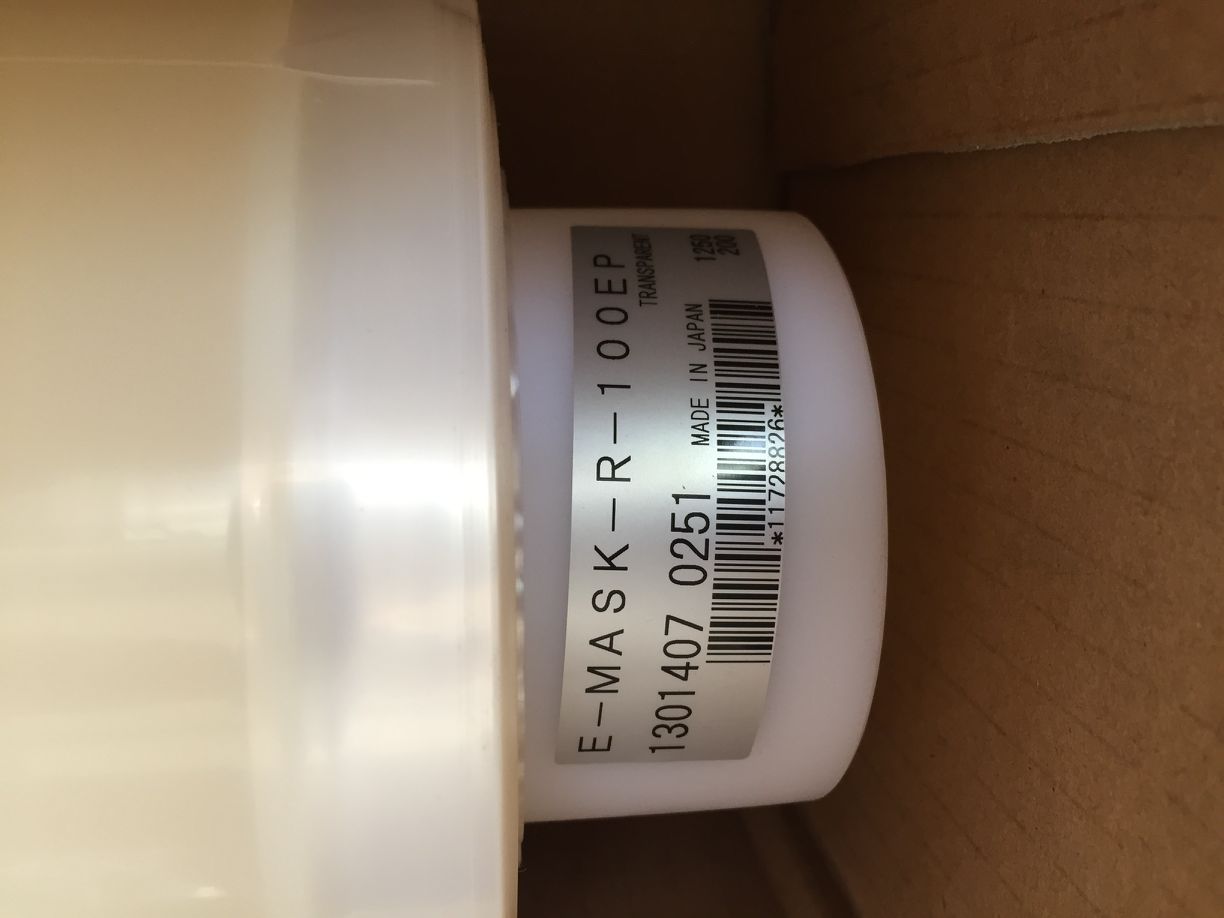 E-MASK-R-100EP
TRANSPARENT
1301407 0251
MADE IN JAPAN
1250
200
*11728826*